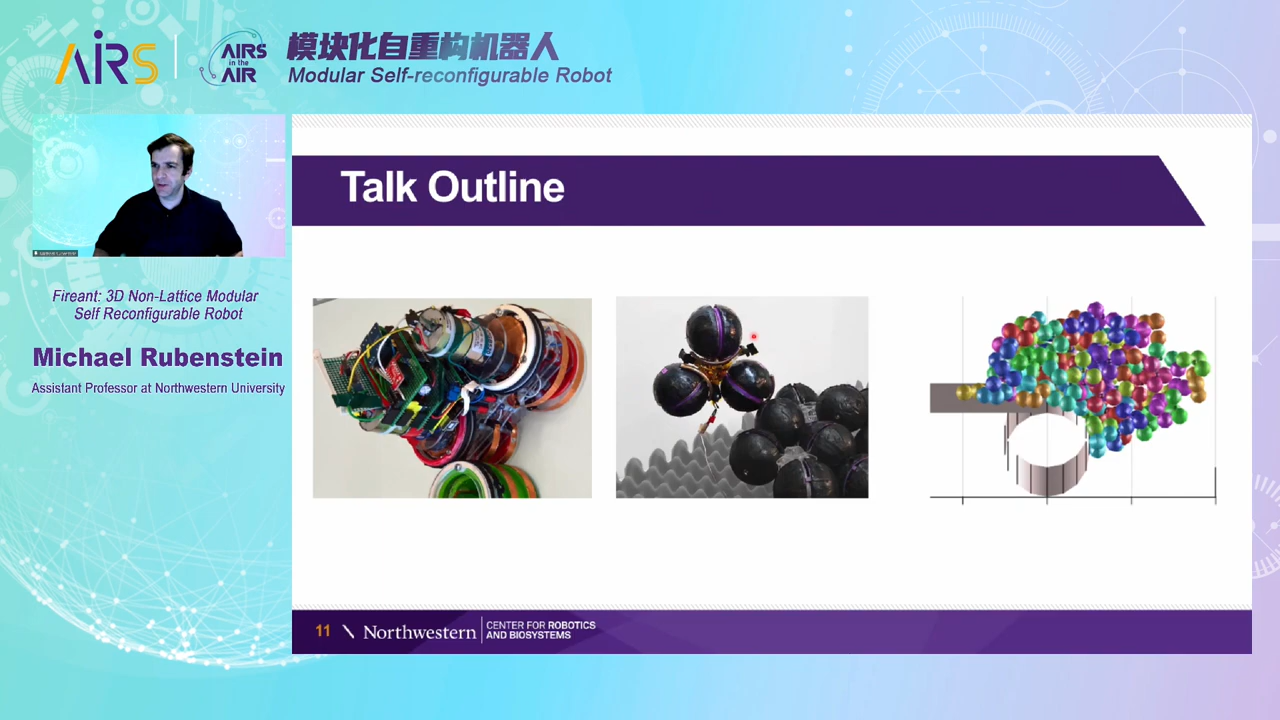 AIRS
AIRS
in the
AIR
模块化自重构机器人
Modular Self-reconfigurable Robot
Talk Outline
Fireant: 3D Non-Lattice Modular
Self Reconfigurable Robot
Michael Rubenstein
Assistant Professor at Northwestern University
11
Northwestern
CENTER FOR ROBOTICS
AND BIOSYSTEMS